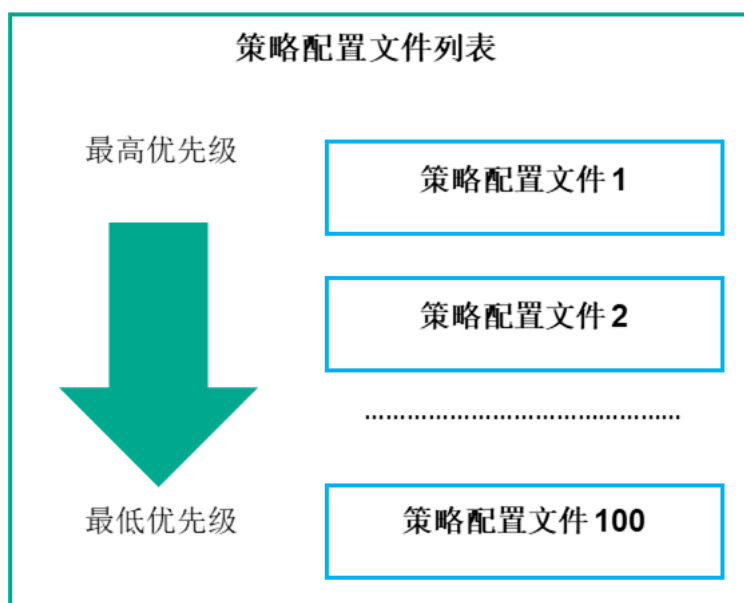 策略配置文件列表
最高优先级
策略配置文件 1
策略配置文件 2
................................................
最低优先级
策略配置文件 100